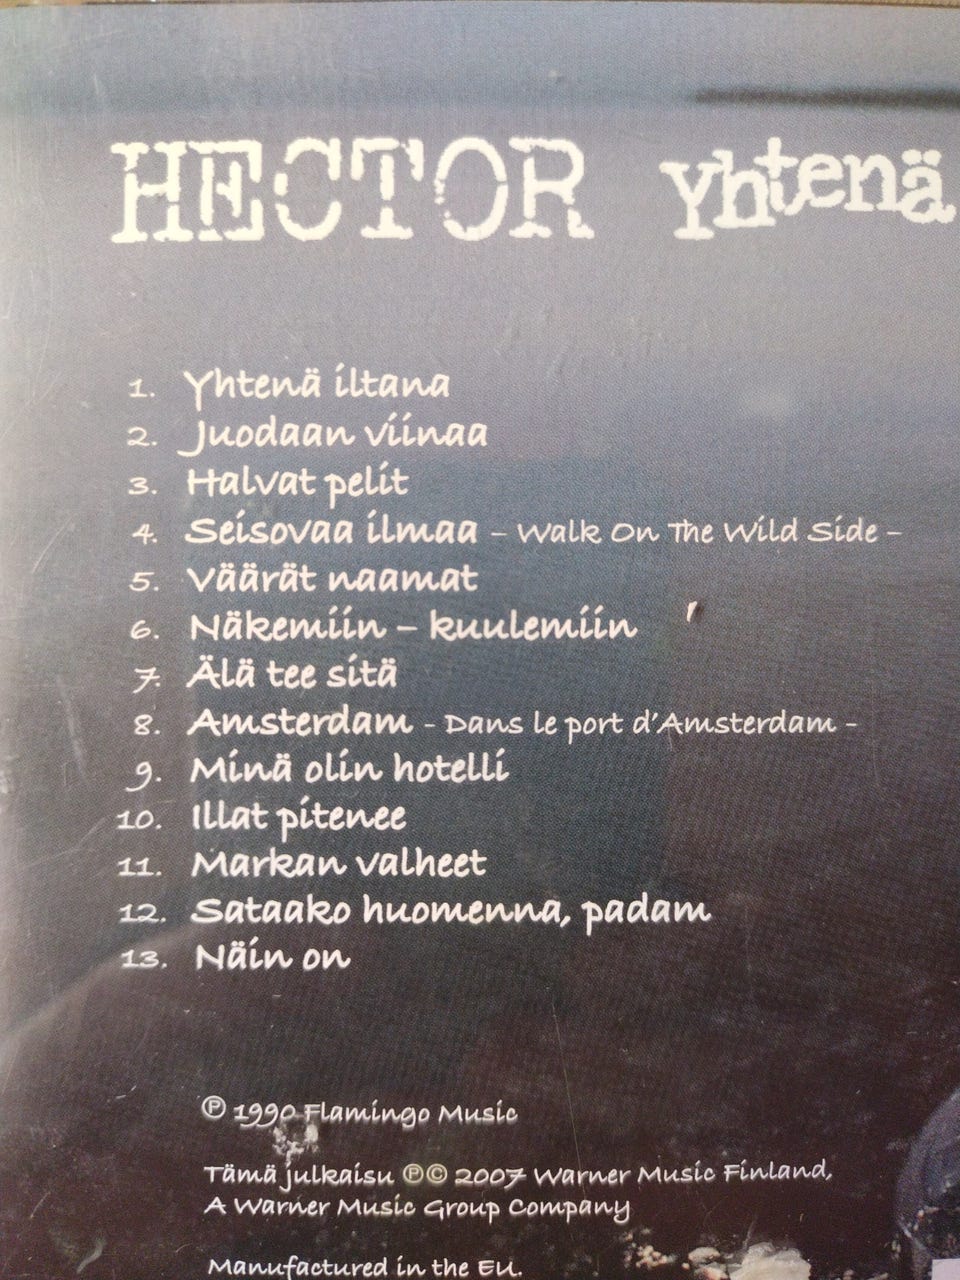 HECTOR Yhtenä
1. Yhtenä iltana
2. Juodaan viinaa
3. Halvat pelit
4. Seisovaa ilmaa – Walk On The Wild Side –
5. Väärät naamat
6. Näkemiin – kuulemiin
7. Älä tee sitä
8. Amsterdam - Dans le port d'Amsterdam -
9. Minä olin hotelli
10. Illat pitenee
11. Markan valheet
12. Sataako huomenna, padam
13. Näin on
℗ 1990 Flamingo Music
Tämä julkaisu ℗© 2007 Warner Music Finland,
A Warner Music Group Company
Manufactured in the EU.